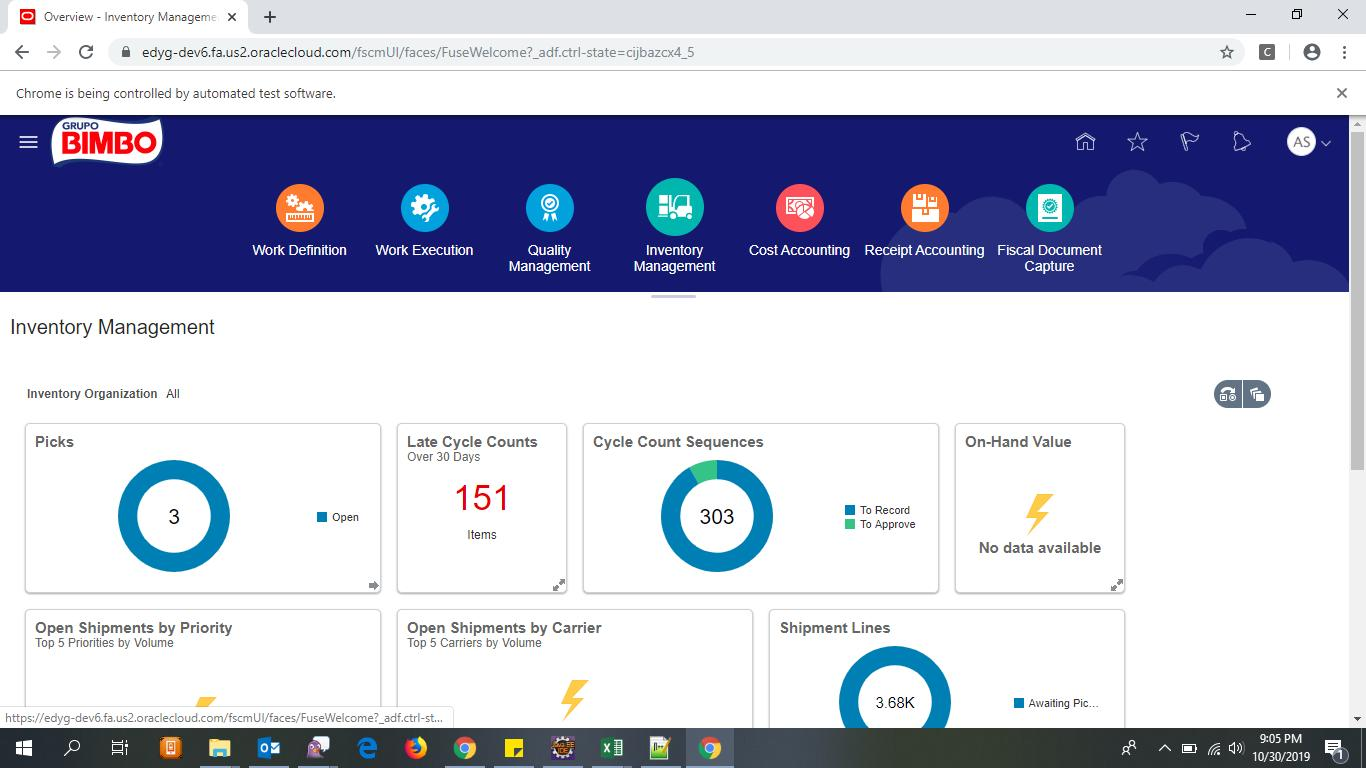 Overview - Inventory Manageme
edyg-dev6.fa.us2.oraclecloud.com/fscmUI/faces/FuseWelcome?_adf.ctrl-state=cijbazcx4_5
C
Chrome is being controlled by automated test software.
GRUPO
BIMBO
AS
Work Definition
Work Execution
Quality
Management
Inventory
Management
Cost Accounting
Receipt Accounting
Fiscal Document
Capture
Inventory Management
Inventory Organization All
Picks
3
Open
Late Cycle Counts
Over 30 Days
151
Items
Cycle Count Sequences
303
To Record
To Approve
On-Hand Value
No data available
Open Shipments by Priority
Top 5 Priorities by Volume
Open Shipments by Carrier
Top 5 Carriers by Volume
Shipment Lines
3.68K
Awaiting Pic...
https://edyg-dev6.fa.us2.oraclecloud.com/fscmUI/faces/FuseWelcome?_adf.ctrl-st...
9:05 PM
10/30/2019
1